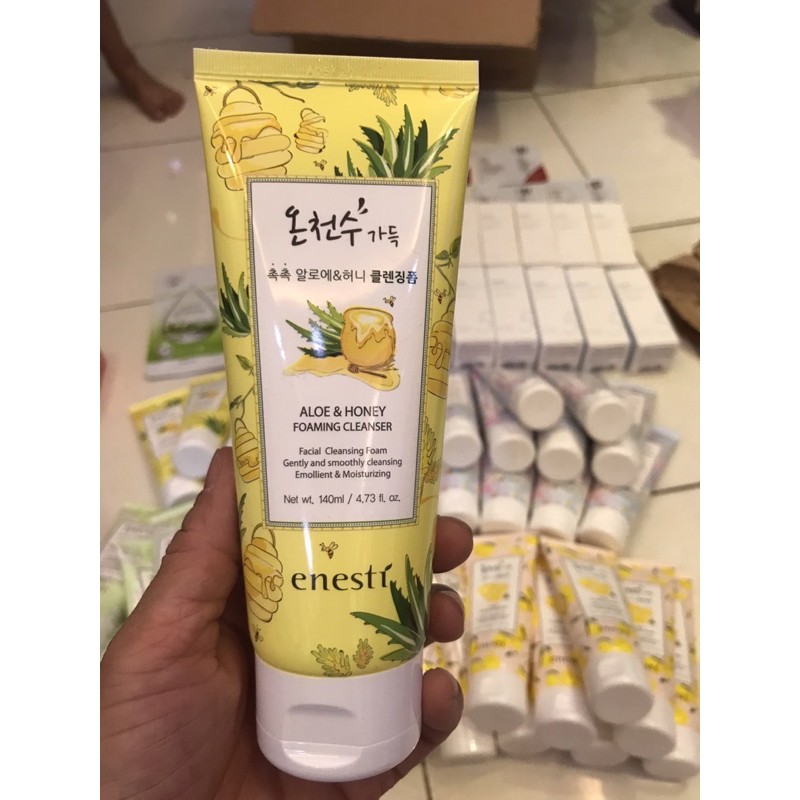 온천수 가득
촉촉 알로에&허니 클렌징폼
ALOE & HONEY
FOAMING CLEANSER
Facial Cleansing Foam
Gently and smoothly cleansing
Emollient & Moisturizing
Net wt. 140ml / 4.73 fl. oz.
enesti